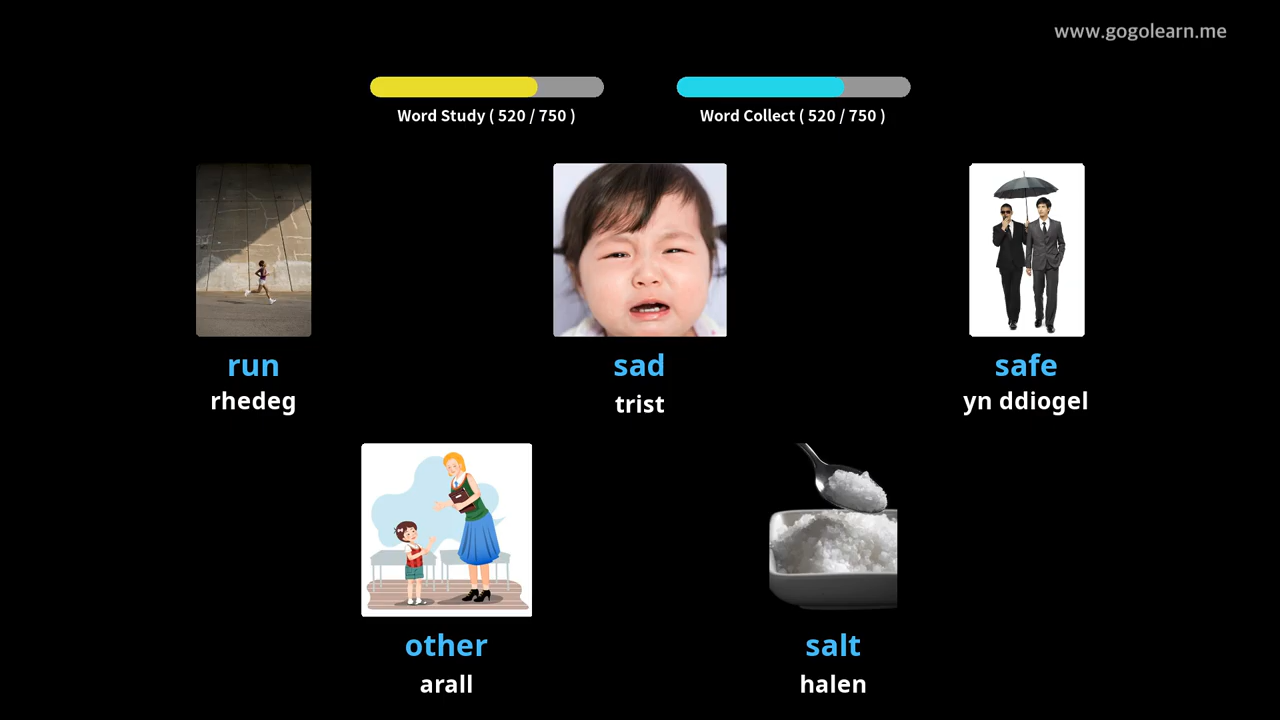 www.gogolearn.me
Word Study ( 520 / 750 )
Word Collect ( 520 / 750 )
run
rhedeg
sad
trist
safe
yn ddiogel
other
arall
salt
halen